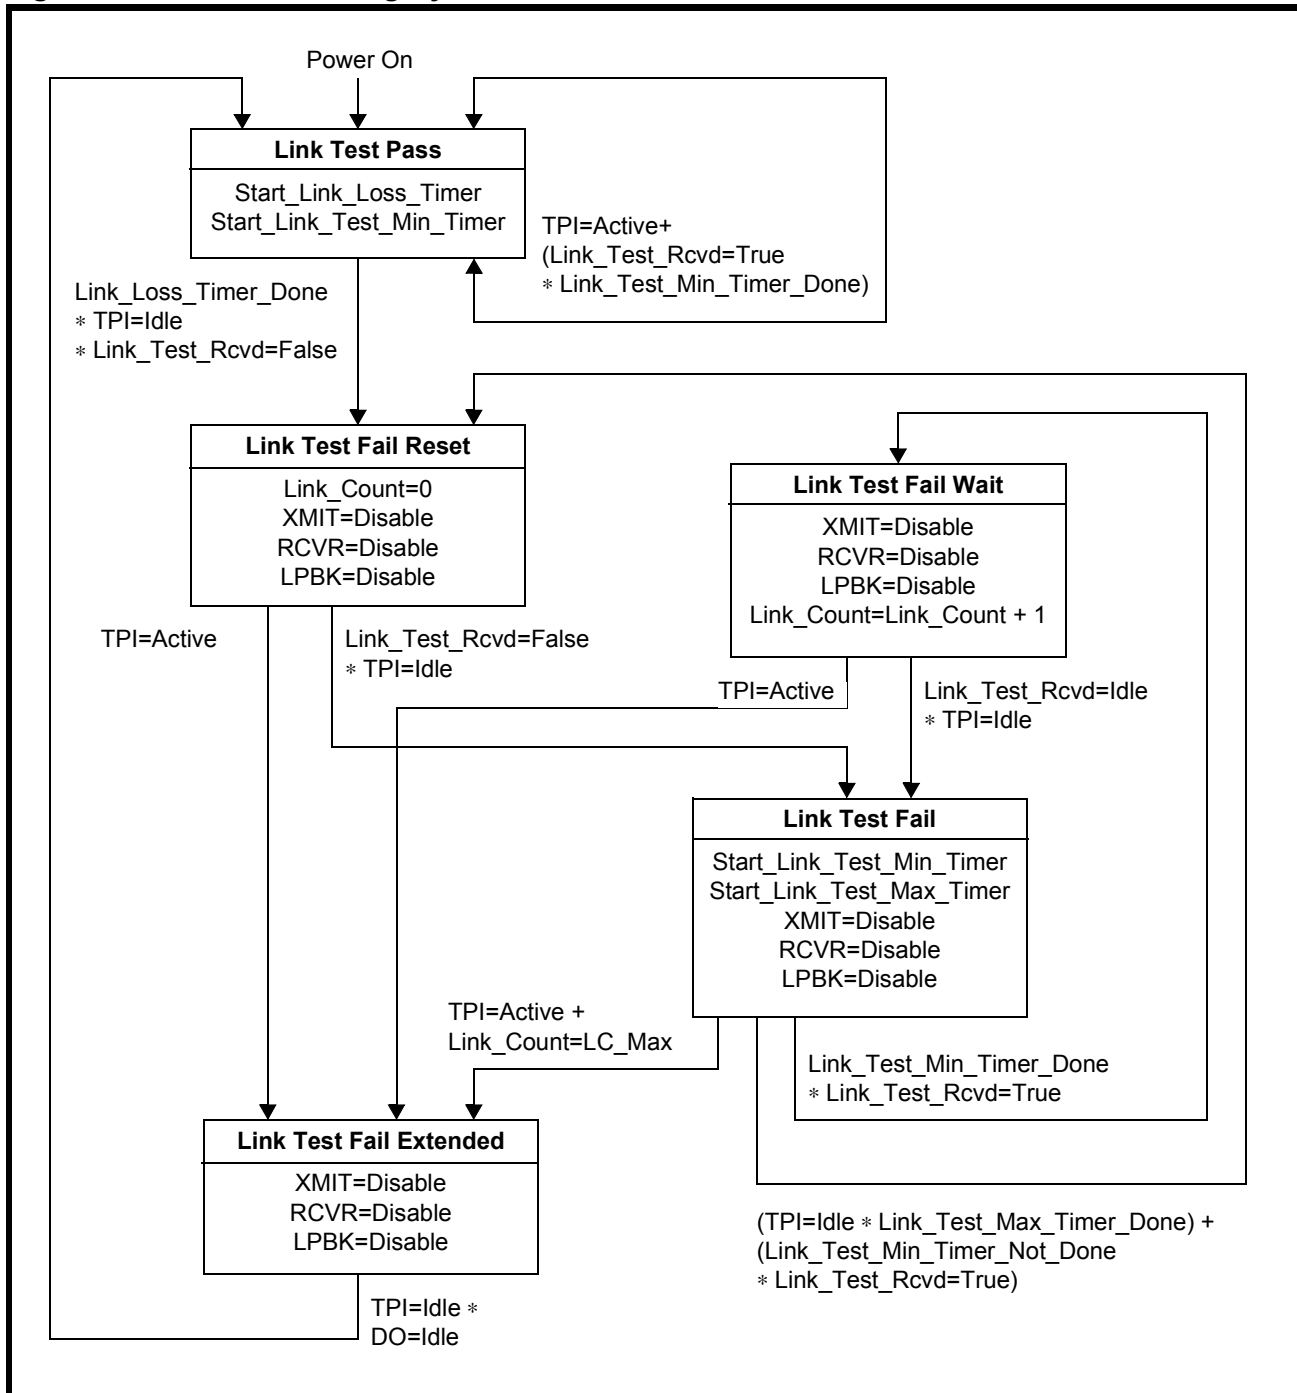 Power On
Link Test Pass
Start_Link_Loss_Timer
Start_Link_Test_Min_Timer
TPI=Active+
(Link_Test_Rcvd=True
* Link_Test_Min_Timer_Done)
Link_Loss_Timer_Done
* TPI=Idle
* Link_Test_Rcvd=False
Link Test Fail Reset
Link_Count=0
XMIT=Disable
RCVR=Disable
LPBK=Disable
Link Test Fail Wait
XMIT=Disable
RCVR=Disable
LPBK=Disable
Link_Count=Link_Count + 1
TPI=Active
Link_Test_Rcvd=False
* TPI=Idle
TPI=Active
Link_Test_Rcvd=Idle
* TPI=Idle
Link Test Fail
Start_Link_Test_Min_Timer
Start_Link_Test_Max_Timer
XMIT=Disable
RCVR=Disable
LPBK=Disable
TPI=Active +
Link_Count=LC_Max
Link_Test_Min_Timer_Done
* Link_Test_Rcvd=True
Link Test Fail Extended
XMIT=Disable
RCVR=Disable
LPBK=Disable
(TPI=Idle * Link_Test_Max_Timer_Done) +
(Link_Test_Min_Timer_Not_Done
* Link_Test_Rcvd=True)
TPI=Idle *
DO=Idle